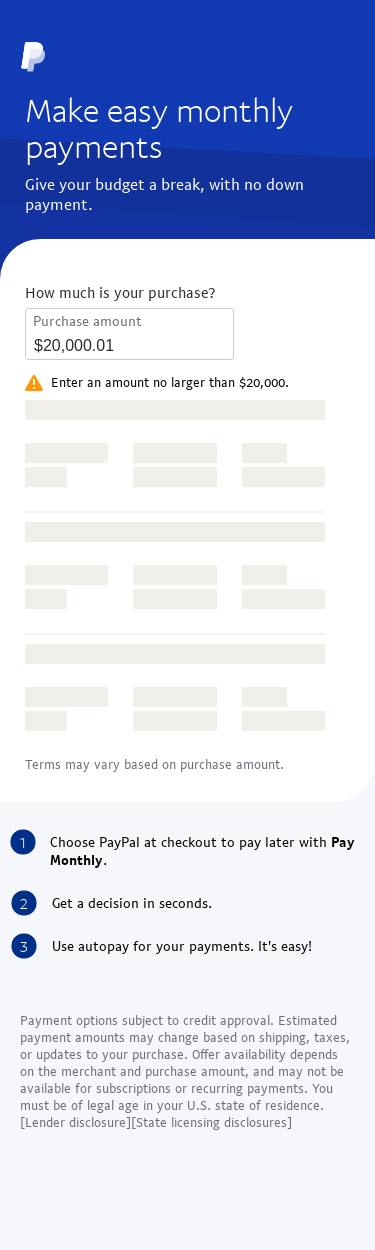 Make easy monthly
payments
Give your budget a break, with no down
payment.
How much is your purchase?
Purchase amount
$20,000.01
Enter an amount no larger than $20,000.
Terms may vary based on purchase amount.
1 Choose PayPal at checkout to pay later with Pay
Monthly.
2 Get a decision in seconds.
3 Use autopay for your payments. It's easy!
Payment options subject to credit approval. Estimated
payment amounts may change based on shipping, taxes,
or updates to your purchase. Offer availability depends
on the merchant and purchase amount, and may not be
available for subscriptions or recurring payments. You
must be of legal age in your U.S. state of residence.
[Lender disclosure][State licensing disclosures]